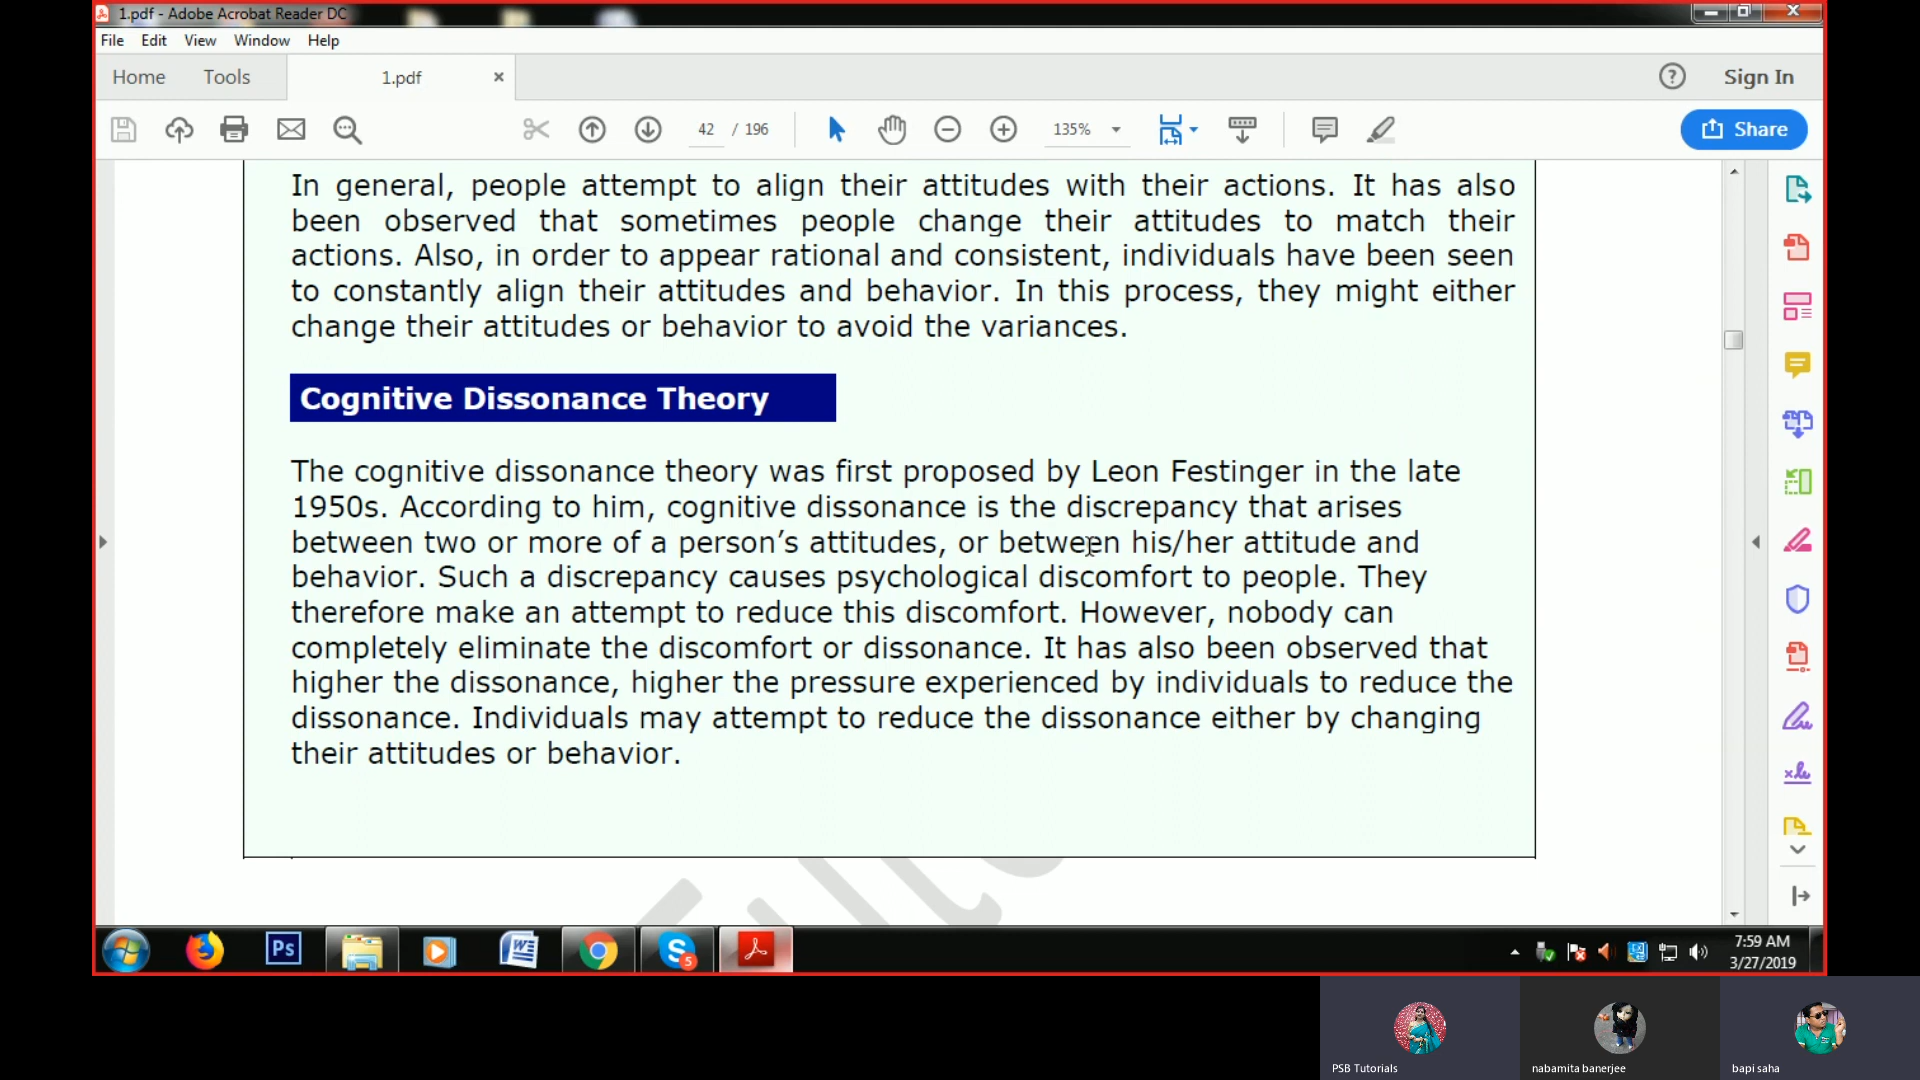 1.pdf - Adobe Acrobat Reader DC
File Edit View Window Help
Home Tools 1.pdf × ? Sign In
42 / 196 135% Share
In general, people attempt to align their attitudes with their actions. It has also
been observed that sometimes people change their attitudes to match their
actions. Also, in order to appear rational and consistent, individuals have been seen
to constantly align their attitudes and behavior. In this process, they might either
change their attitudes or behavior to avoid the variances.
Cognitive Dissonance Theory
The cognitive dissonance theory was first proposed by Leon Festinger in the late
1950s. According to him, cognitive dissonance is the discrepancy that arises
between two or more of a person’s attitudes, or between his/her attitude and
behavior. Such a discrepancy causes psychological discomfort to people. They
therefore make an attempt to reduce this discomfort. However, nobody can
completely eliminate the discomfort or dissonance. It has also been observed that
higher the dissonance, higher the pressure experienced by individuals to reduce the
dissonance. Individuals may attempt to reduce the dissonance either by changing
their attitudes or behavior.
Ps
S 5
7:59 AM
3/27/2019
PSB Tutorials nabamita banerjee bapi saha